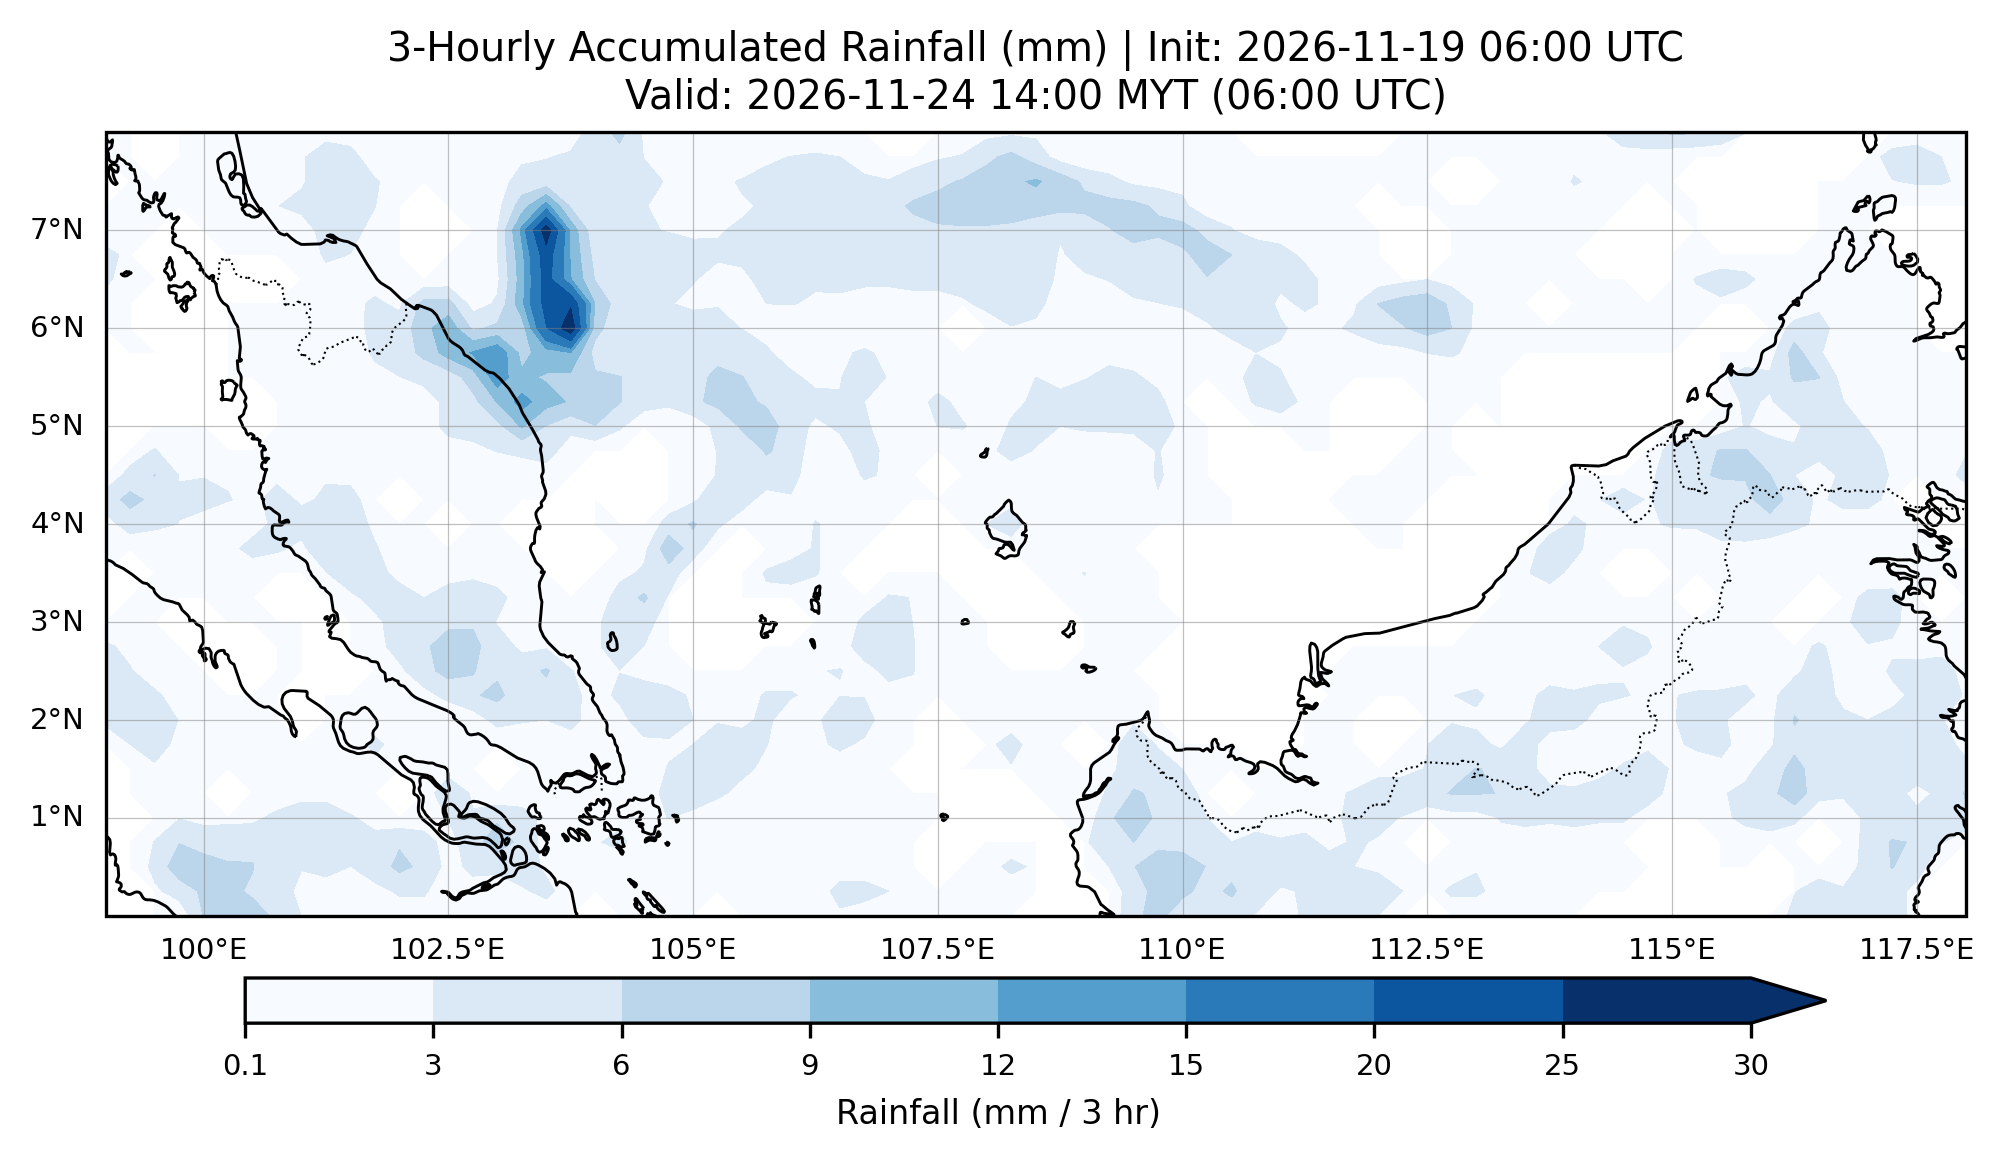 3-Hourly Accumulated Rainfall (mm) | Init: 2026-11-19 06:00 UTC
Valid: 2026-11-24 14:00 MYT (06:00 UTC)
7°N
6°N
5°N
4°N
3°N
2°N
1°N
100°E 102.5°E 105°E 107.5°E 110°E 112.5°E 115°E 117.5°E
0.1 3 6 9 12 15 20 25 30
Rainfall (mm / 3 hr)